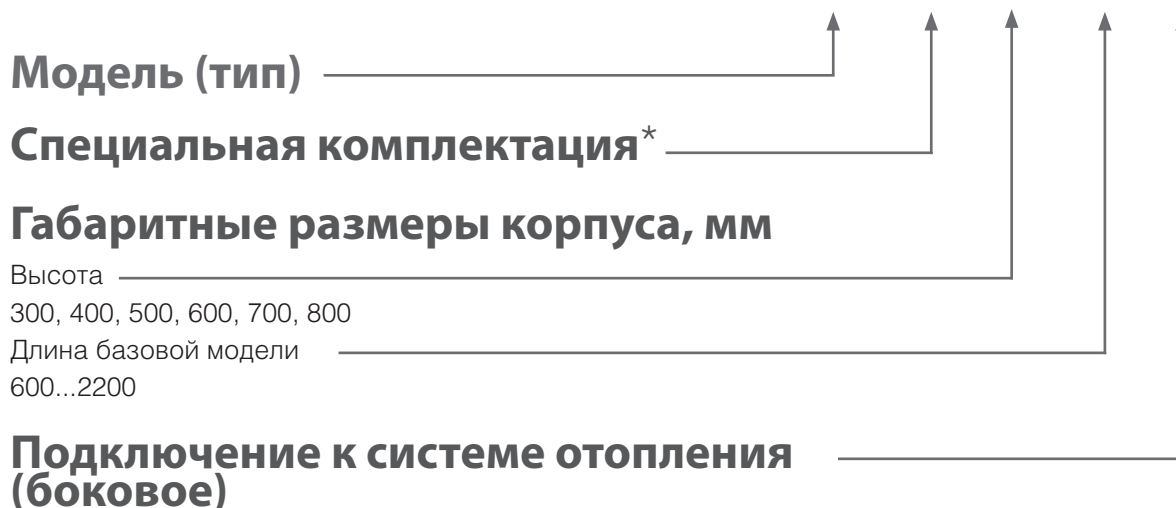 Модель (тип)
Специальная комплектация*
Габаритные размеры корпуса, мм
Высота
300, 400, 500, 600, 700, 800
Длина базовой модели
600...2200
Подключение к системе отопления
(боковое)